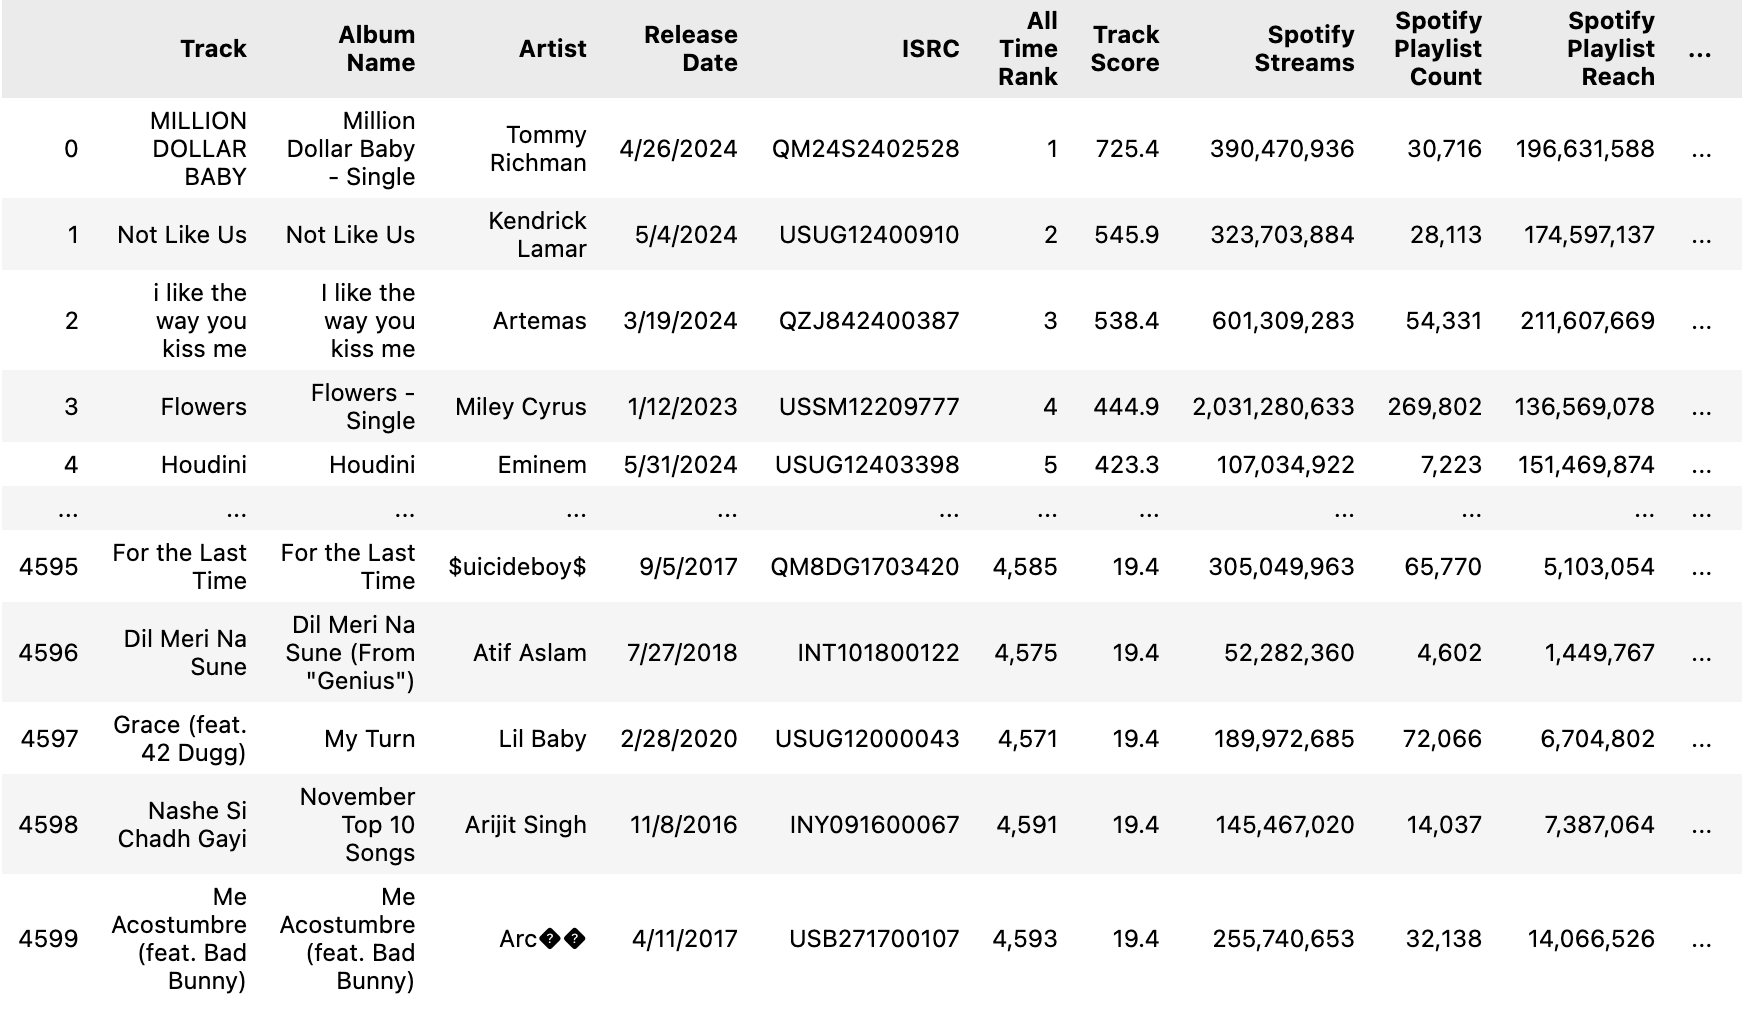 Track Album Name Artist Release Date ISRC All Time Rank Track Score Spotify Streams Spotify Playlist Count Spotify Playlist Reach ...
0 MILLION DOLLAR BABY Million Dollar Baby - Single Tommy Richman 4/26/2024 QM24S2402528 1 725.4 390,470,936 30,716 196,631,588 ...
1 Not Like Us Not Like Us Kendrick Lamar 5/4/2024 USUG12400910 2 545.9 323,703,884 28,113 174,597,137 ...
2 i like the way you kiss me I like the way you kiss me Artemas 3/19/2024 QZJ842400387 3 538.4 601,309,283 54,331 211,607,669 ...
3 Flowers Flowers - Single Miley Cyrus 1/12/2023 USSM12209777 4 444.9 2,031,280,633 269,802 136,569,078 ...
4 Houdini Houdini Eminem 5/31/2024 USUG12403398 5 423.3 107,034,922 7,223 151,469,874 ...
... ... ... ... ... ... ... ... ... ... ... ...
4595 For the Last Time For the Last Time $uicideboy$ 9/5/2017 QM8DG1703420 4,585 19.4 305,049,963 65,770 5,103,054 ...
4596 Dil Meri Na Sune Dil Meri Na Sune (From "Genius") Atif Aslam 7/27/2018 INT101800122 4,575 19.4 52,282,360 4,602 1,449,767 ...
4597 Grace (feat. 42 Dugg) My Turn Lil Baby 2/28/2020 USUG12000043 4,571 19.4 189,972,685 72,066 6,704,802 ...
4598 Nashe Si Chadh Gayi November Top 10 Songs Arijit Singh 11/8/2016 INY091600067 4,591 19.4 145,467,020 14,037 7,387,064 ...
4599 Me Acostumbre (feat. Bad Bunny) Me Acostumbre (feat. Bad Bunny) Arc�� 4/11/2017 USB271700107 4,593 19.4 255,740,653 32,138 14,066,526 ...